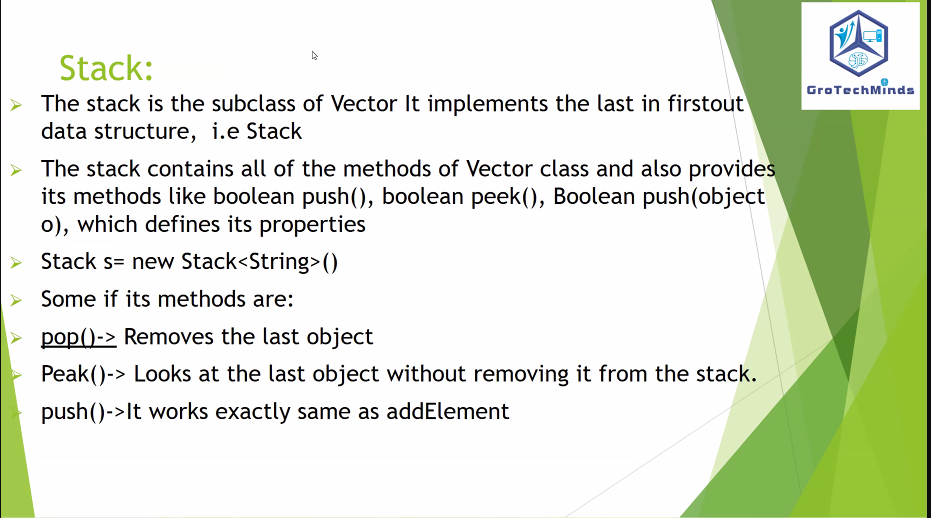 Stack:
The stack is the subclass of Vector It implements the last in firstout
data structure, i.e Stack
The stack contains all of the methods of Vector class and also provides
its methods like boolean push(), boolean peek(), Boolean push(object
o), which defines its properties
Stack s= new Stack<String>()
Some if its methods are:
pop()-> Removes the last object
Peak()-> Looks at the last object without removing it from the stack.
push()->It works exactly same as addElement
GroTechMinds